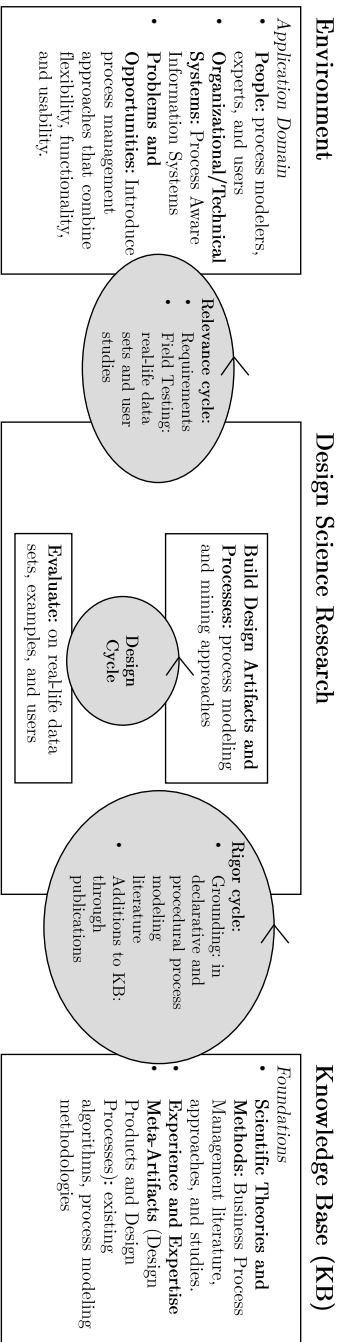 Environment
Application Domain
• People: process modelers,
experts, and users
• Organizational/Technical
Systems: Process Aware
Information Systems
• Problems and
Opportunities: Introduce
process management
approaches that combine
flexibility, functionality,
and usability.
Relevance cycle:
• Requirements
• Field Testing:
real-life data
sets and user
studies
Design Science Research
Build Design Artifacts and
Processes: process modeling
and mining approaches
Design
Cycle
Evaluate: on real-life data
sets, examples, and users
Rigor cycle:
• Grounding: in
declarative and
procedural process
modeling
literature
• Additions to KB:
through
publications
Knowledge Base (KB)
Foundations
• Scientific Theories and
Methods: Business Process
Management literature,
approaches, and studies.
• Experience and Expertise
• Meta-Artifacts (Design
Products and Design
Processes): existing
algorithms, process modeling
methodologies